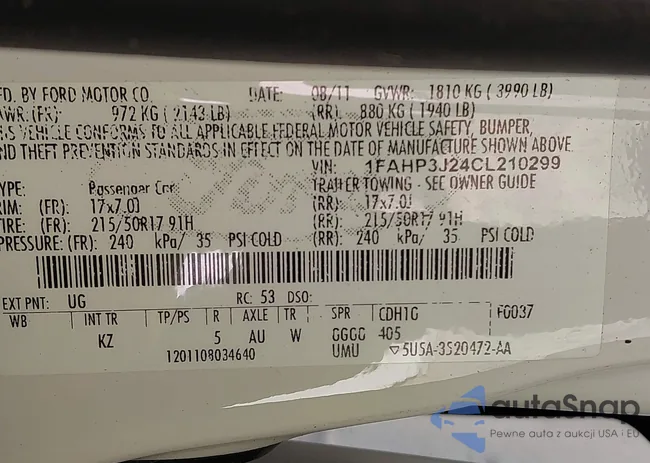 FD. BY FORD MOTOR CO. DATE: 08/11 GVWR: 1810 KG ( 3990 LB)
AWR: (FR): 972 KG ( 2143 LB) (RR): 880 KG ( 1940 LB)
IS VEHICLE CONFORMS TO ALL APPLICABLE FEDERAL MOTOR VEHICLE SAFETY, BUMPER,
ND THEFT PREVENTION STANDARDS IN EFFECT ON THE DATE OF MANUFACTURE SHOWN ABOVE.
VIN: 1FAHP3J24CL210299
TYPE: Passenger Car TRAILER TOWING - SEE OWNER GUIDE
RIM: (FR): 17x7.0J (RR): 17x7.0J
TIRE: (FR): 215/50R17 91H (RR): 215/50R17 91H
PRESSURE: (FR): 240 kPa/ 35 PSI COLD (RR): 240 kPa/ 35 PSI COLD
EXT PNT: UG RC: 53 DSO:
WB INT TR TP/PS R AXLE TR SPR CDH1G F0037
KZ 5 AU W GGGG 405
1201108034640 UMU ▽5U5A-3520472-AA
autaSnap
Pewne auta z aukcji USA i EU